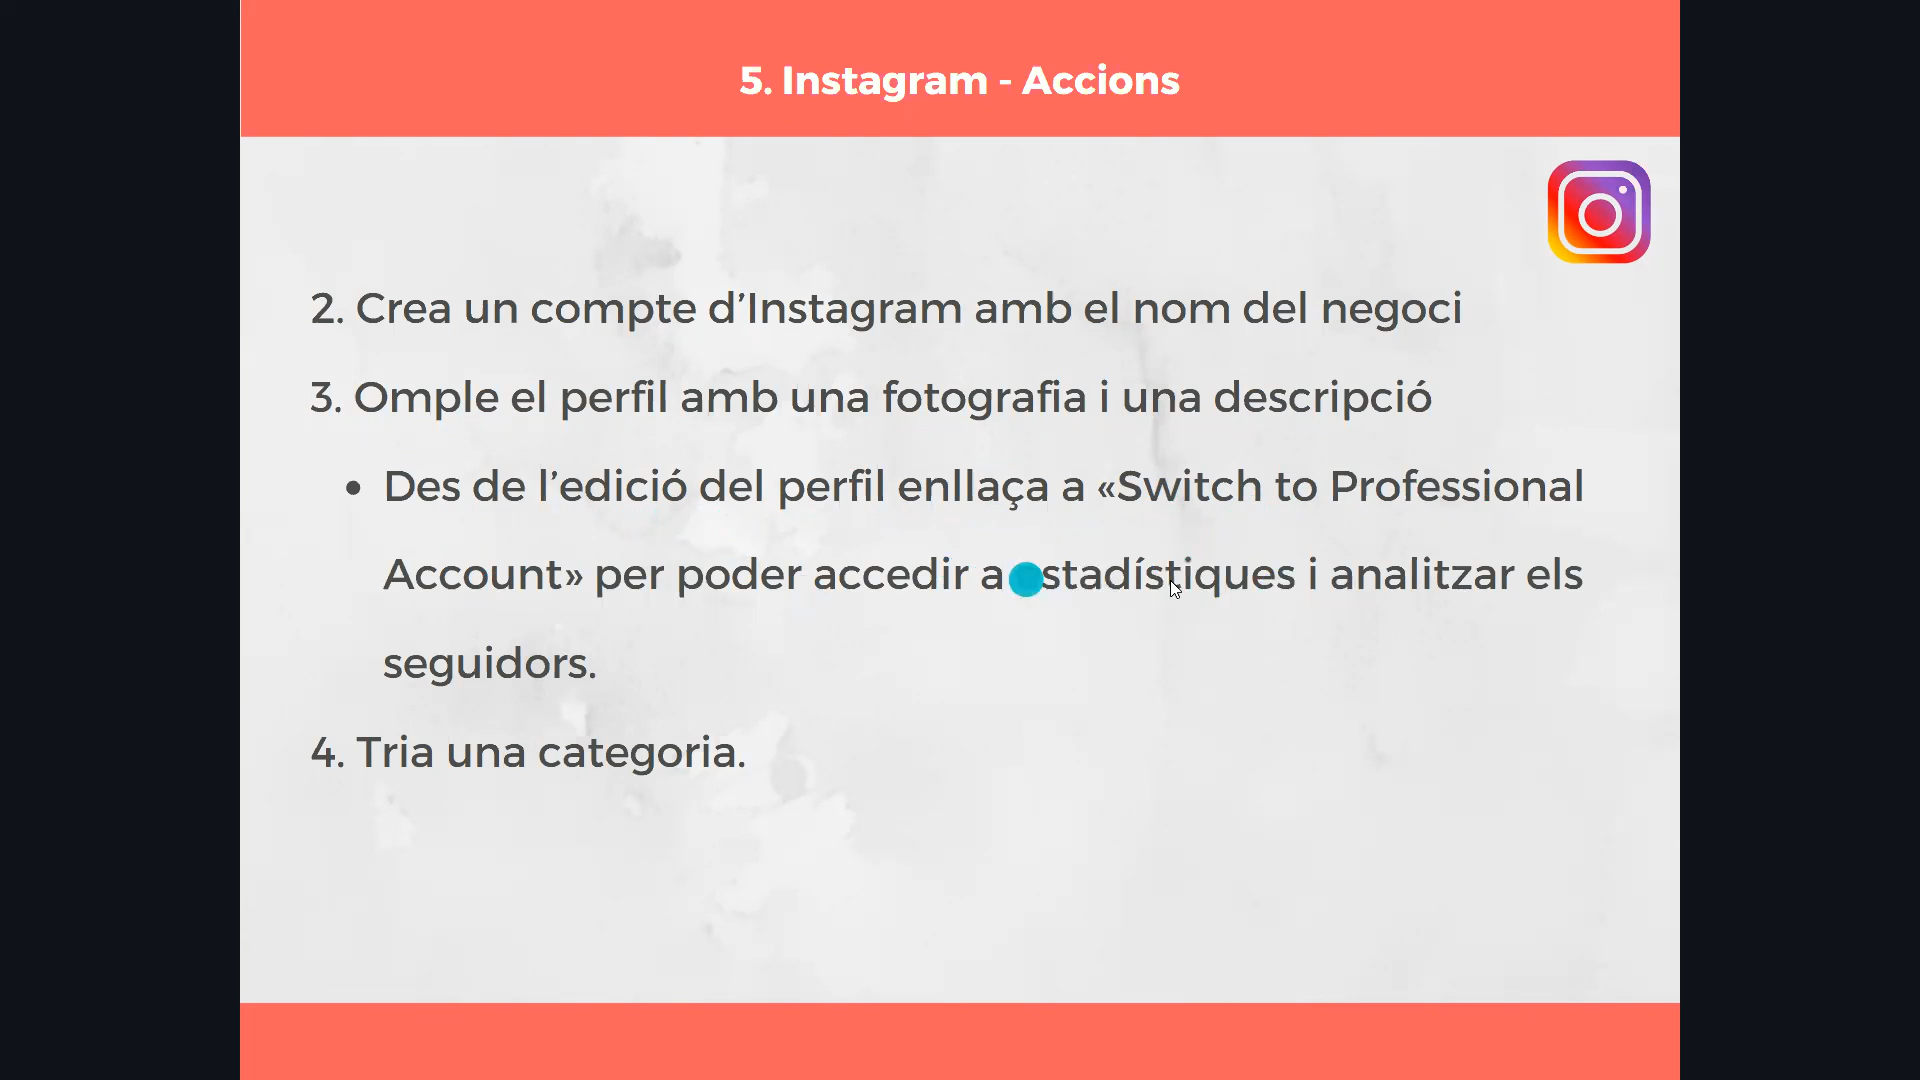 5. Instagram - Accions
2. Crea un compte d’Instagram amb el nom del negoci
3. Omple el perfil amb una fotografia i una descripció
• Des de l’edició del perfil enllaça a «Switch to Professional
Account» per poder accedir a estadístiques i analitzar els
seguidors.
4. Tria una categoria.